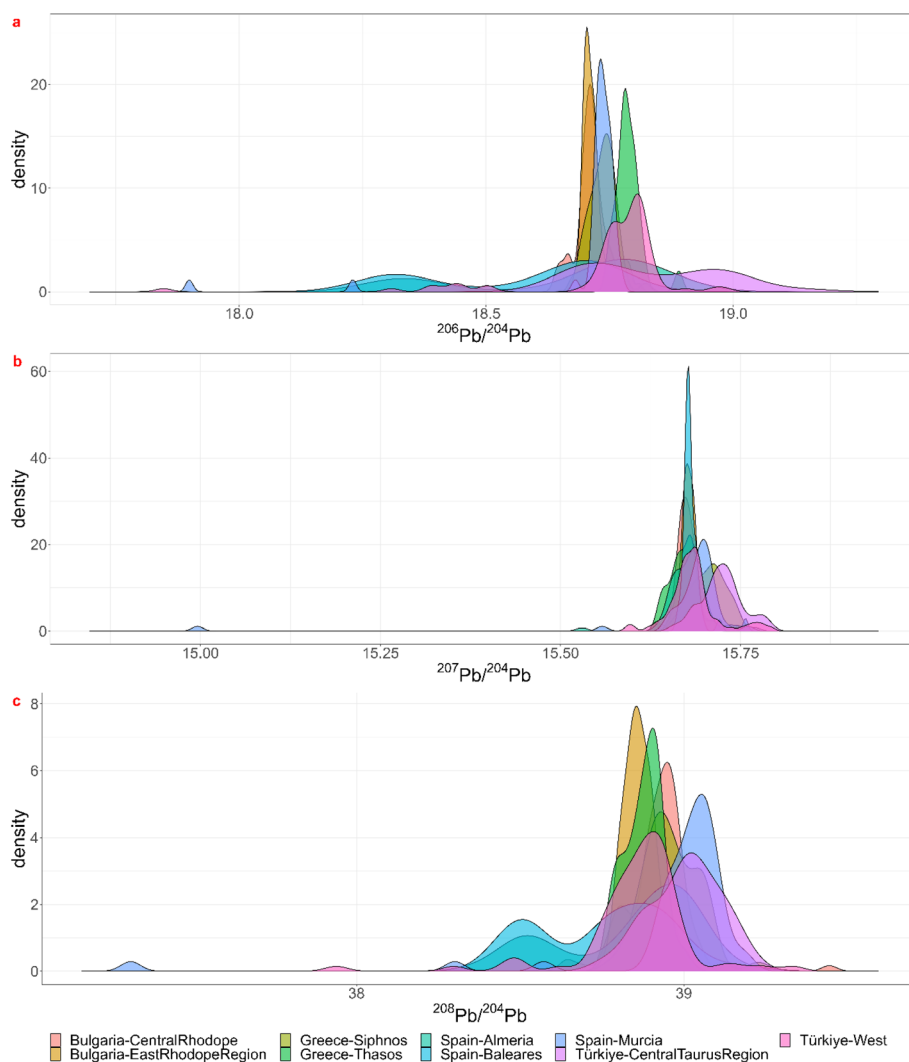 a
20
10
0
density
18.0 18.5 19.0
206Pb/204Pb
b
60
40
20
0
density
15.00 15.25 15.50 15.75
207Pb/204Pb
c
8
6
4
2
0
density
38 39
208Pb/204Pb
Bulgaria-CentralRhodope Greece-Siphnos Spain-Almeria Spain-Murcia Türkiye-West
Bulgaria-EastRhodopeRegion Greece-Thasos Spain-Baleares Türkiye-CentralTaurusRegion